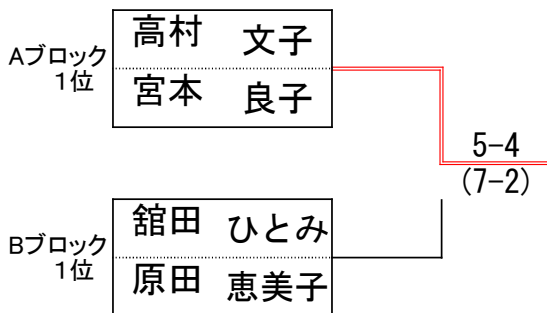 Aブロック
1位
高村 文子
宮本 良子
5-4
(7-2)
Bブロック
1位
舘田 ひとみ
原田 恵美子